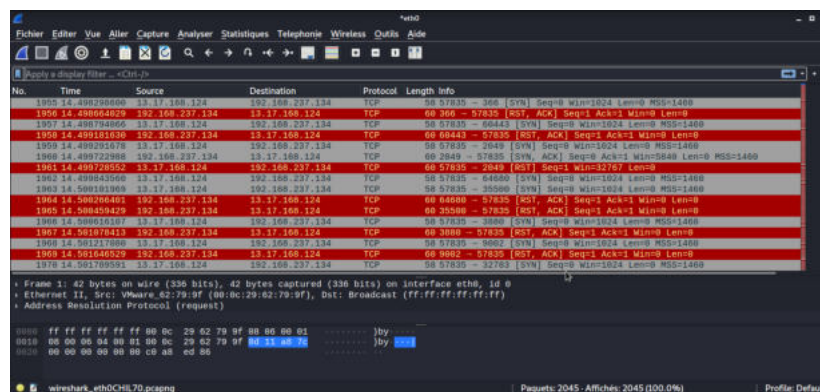 *eth0
Fichier Editer Vue Aller Capture Analyser Statistiques Telephonie Wireless Outils Aide
Apply a display filter ... <Ctrl-/>
No. Time Source Destination Protocol Length Info
1955 14.498298600 13.17.168.124 192.168.237.134 TCP 58 57835 → 366 [SYN] Seq=0 Win=1024 Len=0 MSS=1460
1956 14.498664029 192.168.237.134 13.17.168.124 TCP 60 366 → 57835 [RST, ACK] Seq=1 Ack=1 Win=0 Len=0
1957 14.498794066 13.17.168.124 192.168.237.134 TCP 58 57835 → 60443 [SYN] Seq=0 Win=1024 Len=0 MSS=1460
1958 14.499181630 192.168.237.134 13.17.168.124 TCP 60 60443 → 57835 [RST, ACK] Seq=1 Ack=1 Win=0 Len=0
1959 14.499291678 13.17.168.124 192.168.237.134 TCP 58 57835 → 2049 [SYN] Seq=0 Win=1024 Len=0 MSS=1460
1960 14.499722908 192.168.237.134 13.17.168.124 TCP 60 2049 → 57835 [SYN, ACK] Seq=0 Ack=1 Win=5840 Len=0 MSS=1460
1961 14.499728552 13.17.168.124 192.168.237.134 TCP 60 57835 → 2049 [RST] Seq=1 Win=32767 Len=0
1962 14.499843560 13.17.168.124 192.168.237.134 TCP 58 57835 → 64680 [SYN] Seq=0 Win=1024 Len=0 MSS=1460
1963 14.500101969 13.17.168.124 192.168.237.134 TCP 58 57835 → 35500 [SYN] Seq=0 Win=1024 Len=0 MSS=1460
1964 14.500266401 192.168.237.134 13.17.168.124 TCP 60 64680 → 57835 [RST, ACK] Seq=1 Ack=1 Win=0 Len=0
1965 14.500459429 192.168.237.134 13.17.168.124 TCP 60 35500 → 57835 [RST, ACK] Seq=1 Ack=1 Win=0 Len=0
1966 14.500616107 13.17.168.124 192.168.237.134 TCP 58 57835 → 3880 [SYN] Seq=0 Win=1024 Len=0 MSS=1460
1967 14.501078413 192.168.237.134 13.17.168.124 TCP 60 3880 → 57835 [RST, ACK] Seq=1 Ack=1 Win=0 Len=0
1968 14.501217080 13.17.168.124 192.168.237.134 TCP 58 57835 → 9002 [SYN] Seq=0 Win=1024 Len=0 MSS=1460
1969 14.501646529 192.168.237.134 13.17.168.124 TCP 60 9002 → 57835 [RST, ACK] Seq=1 Ack=1 Win=0 Len=0
1970 14.501789591 13.17.168.124 192.168.237.134 TCP 58 57835 → 32783 [SYN] Seq=0 Win=1024 Len=0 MSS=1460
Frame 1: 42 bytes on wire (336 bits), 42 bytes captured (336 bits) on interface eth0, id 0
Ethernet II, Src: VMware_62:79:9f (00:0c:29:62:79:9f), Dst: Broadcast (ff:ff:ff:ff:ff:ff)
Address Resolution Protocol (request)
0000 ff ff ff ff ff ff 00 0c 29 62 79 9f 08 06 00 01 ········ )by·····
0010 08 00 06 04 00 01 00 0c 29 62 79 9f 0d 11 a8 7c ········ )by····|
0020 00 00 00 00 00 00 c0 a8 ed 86 ········ ··
wireshark_eth0CHIL70.pcapng Paquets: 2045 · Affichés: 2045 (100.0%) Profile: Defau